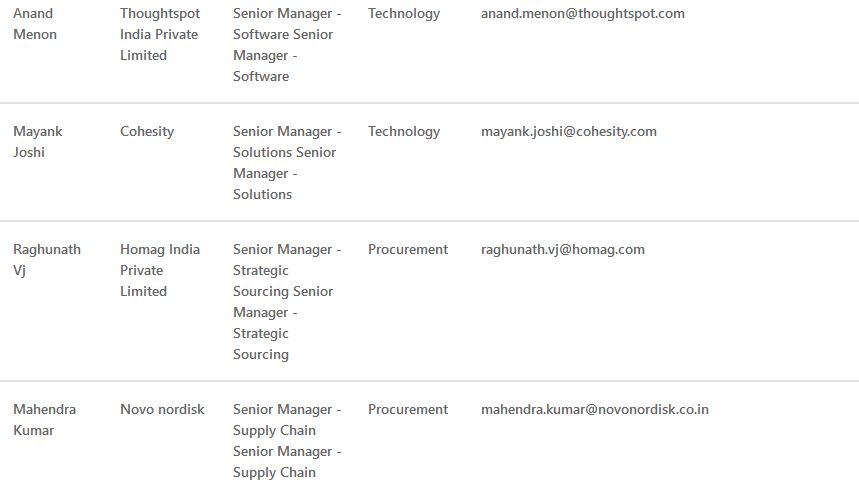 Anand Menon
Thoughtspot India Private Limited
Senior Manager - Software Senior Manager - Software
Technology
anand.menon@thoughtspot.com
Mayank Joshi
Cohesity
Senior Manager - Solutions Senior Manager - Solutions
Technology
mayank.joshi@cohesity.com
Raghunath Vj
Homag India Private Limited
Senior Manager - Strategic Sourcing Senior Manager - Strategic Sourcing
Procurement
raghunath.vj@homag.com
Mahendra Kumar
Novo nordisk
Senior Manager - Supply Chain Senior Manager - Supply Chain
Procurement
mahendra.kumar@novonordisk.co.in